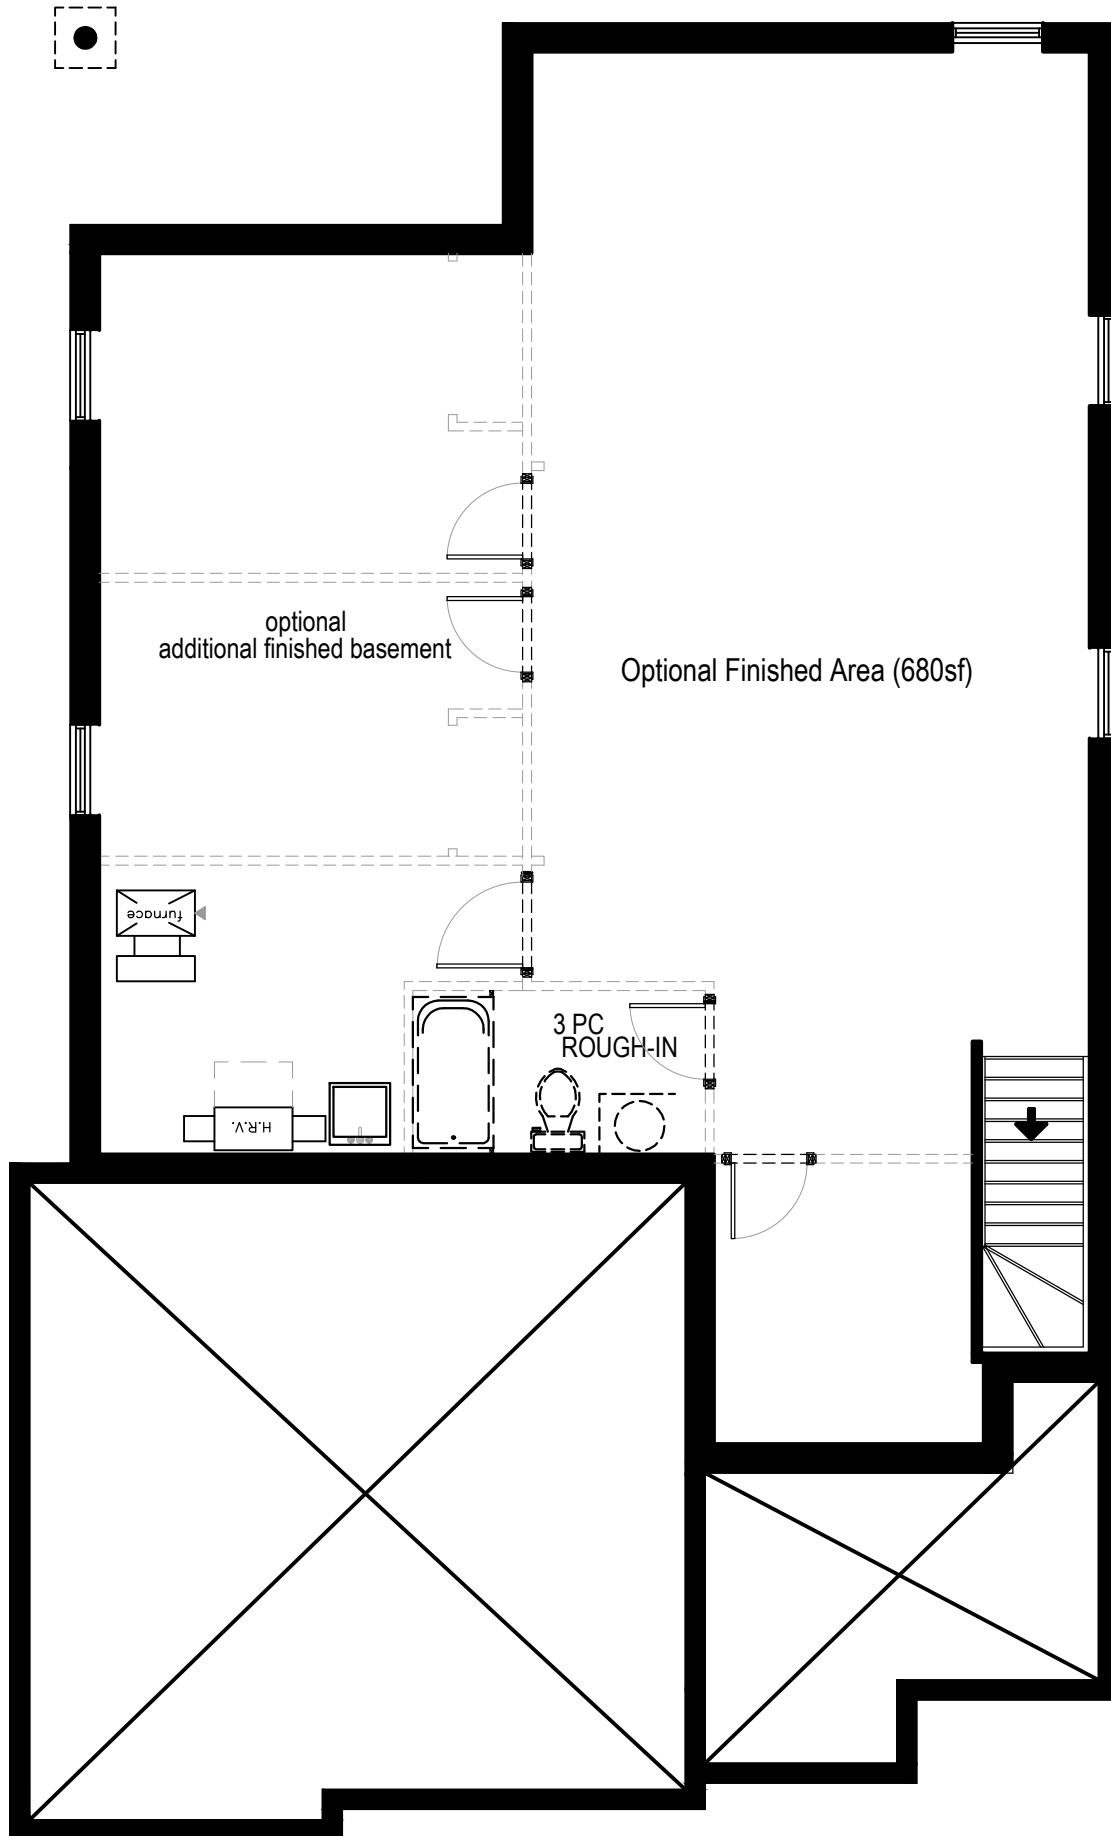 optional
additional finished basement
Optional Finished Area (680sf)
furnace
3 PC
ROUGH-IN
H.R.V.